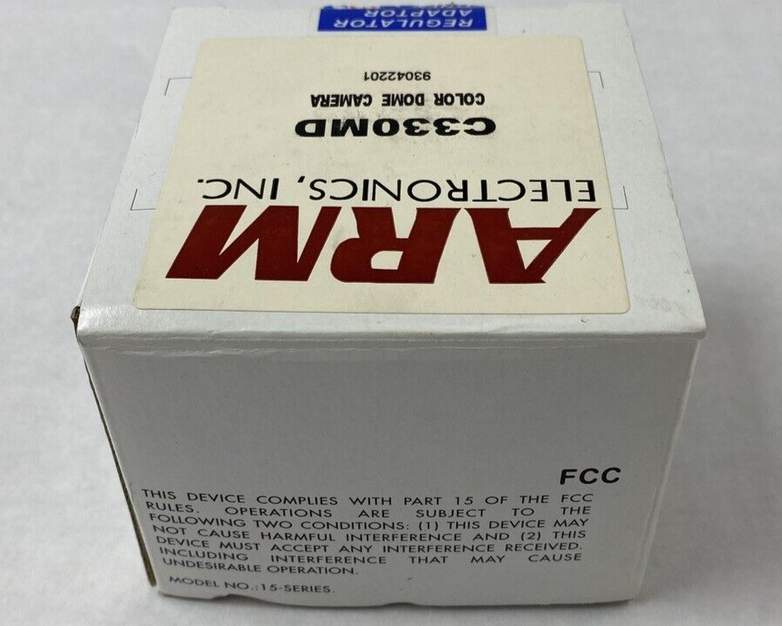 ARM
ELECTRONICS, INC.
C330MD
COLOR DOME CAMERA
93042201
REGULATOR
ADAPTOR
FCC
THIS DEVICE COMPLIES WITH PART 15 OF THE FCC
RULES. OPERATIONS ARE SUBJECT TO THE
FOLLOWING TWO CONDITIONS: (1) THIS DEVICE MAY
NOT CAUSE HARMFUL INTERFERENCE AND (2) THIS
DEVICE MUST ACCEPT ANY INTERFERENCE RECEIVED.
INCLUDING INTERFERENCE THAT MAY CAUSE
UNDESIRABLE OPERATION.
MODEL NO.:15-SERIES.